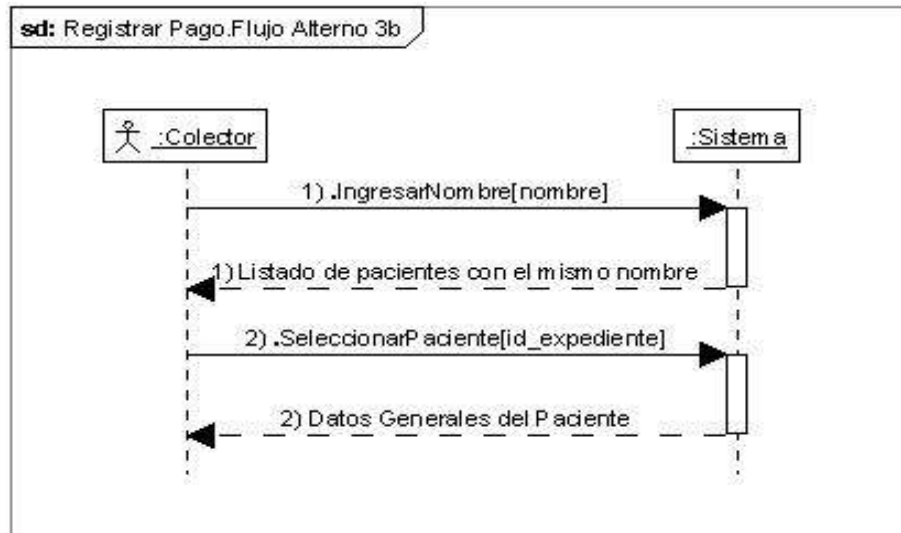 sd: Registrar Pago.Flujo Alterno 3b
:Colector
:Sistema
1) .IngresarNombre[nombre]
1) Listado de pacientes con el mismo nombre
2) .SeleccionarPaciente[id_expediente]
2) Datos Generales del Paciente